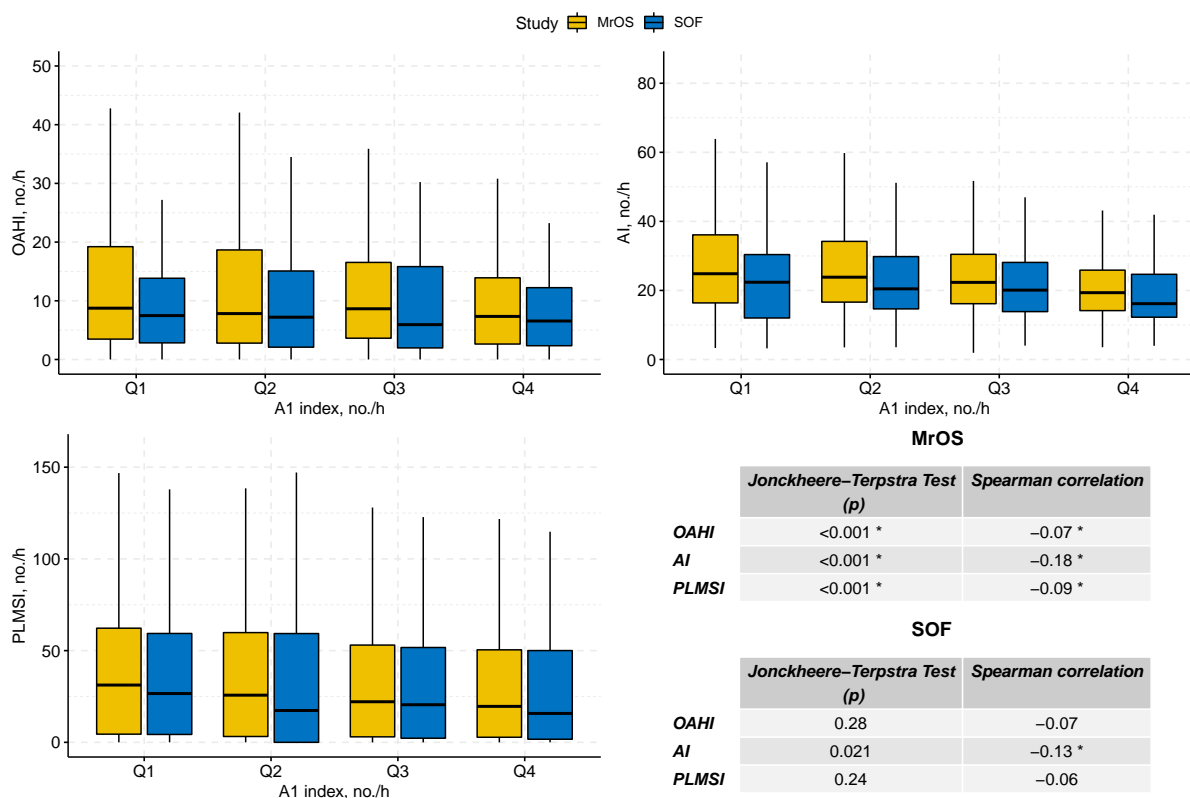 Study MrOS SOF
OAHI, no./h
50
40
30
20
10
0
Q1 Q2 Q3 Q4
A1 index, no./h
AI, no./h
80
60
40
20
0
Q1 Q2 Q3 Q4
A1 index, no./h
PLMSI, no./h
150
100
50
0
Q1 Q2 Q3 Q4
A1 index, no./h
MrOS
Jonckheere–Terpstra Test Spearman correlation
(p)
OAHI <0.001 * −0.07 *
AI <0.001 * −0.18 *
PLMSI <0.001 * −0.09 *
SOF
Jonckheere–Terpstra Test Spearman correlation
(p)
OAHI 0.28 −0.07
AI 0.021 −0.13 *
PLMSI 0.24 −0.06